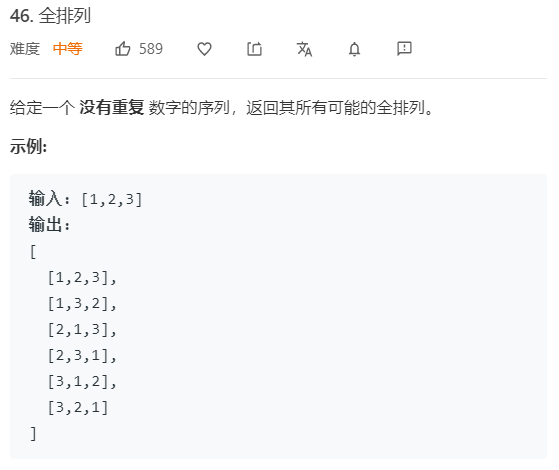 46. 全排列
难度 中等 589
给定一个 没有重复 数字的序列，返回其所有可能的全排列。
示例:
输入: [1,2,3]
输出:
[
  [1,2,3],
  [1,3,2],
  [2,1,3],
  [2,3,1],
  [3,1,2],
  [3,2,1]
]